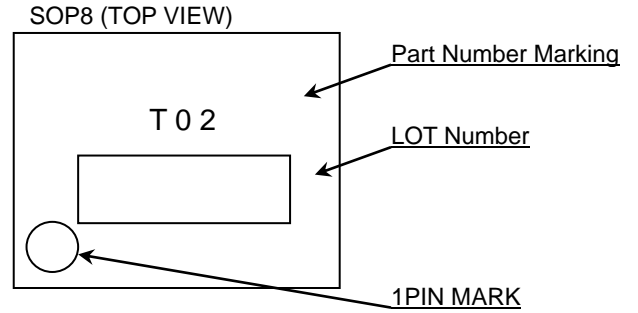 SOP8 (TOP VIEW)
Part Number Marking
T 0 2
LOT Number
1PIN MARK